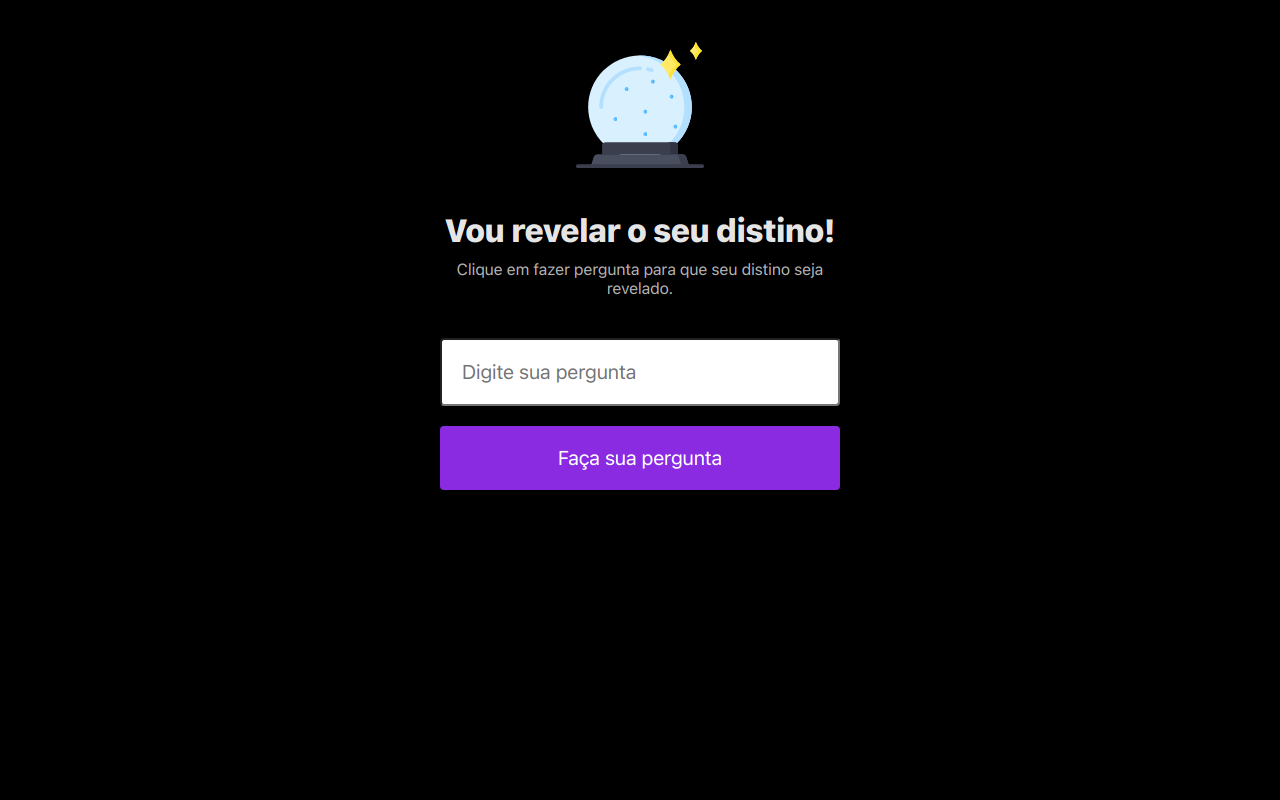 Vou revelar o seu distino!
Clique em fazer pergunta para que seu distino seja
revelado.
Digite sua pergunta
Faça sua pergunta